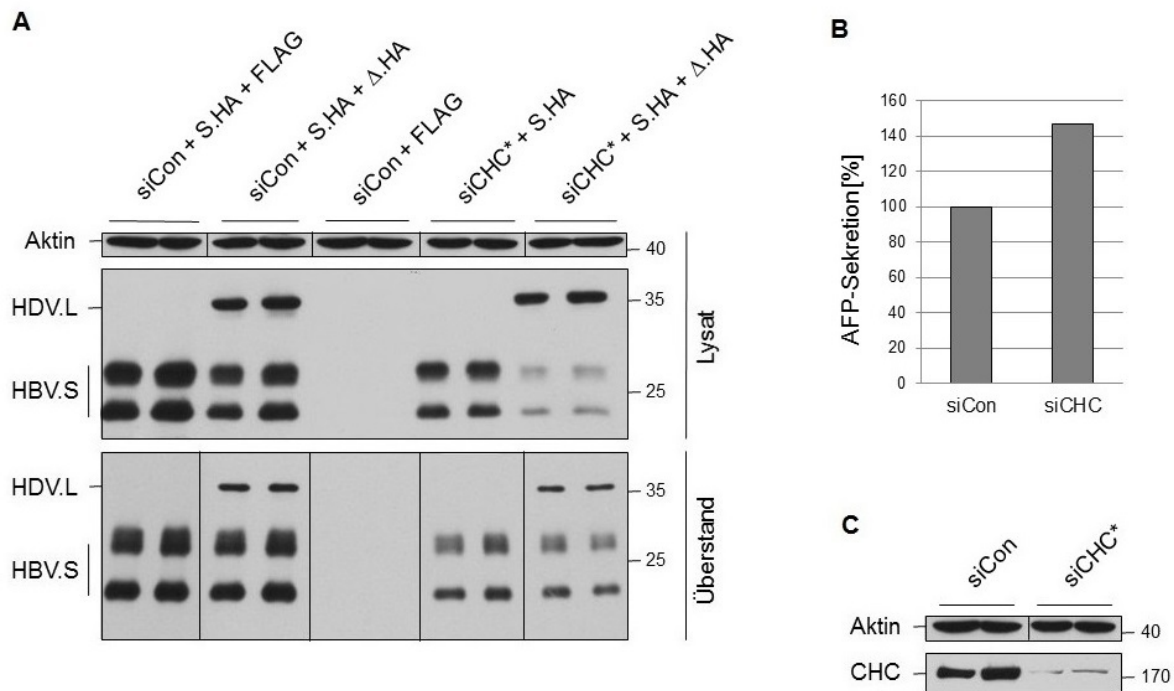 A
siCon + S.HA + FLAG
siCon + S.HA + Δ.HA
siCon + FLAG
siCHC* + S.HA
siCHC* + S.HA + Δ.HA
Aktin
40
HDV.L
35
HBV.S
25
Lysat
HDV.L
35
HBV.S
25
Überstand
B
AFP-Sekretion[%]
160
140
120
100
80
60
40
20
0
siCon
siCHC
C
siCon
siCHC*
Aktin
40
CHC
170